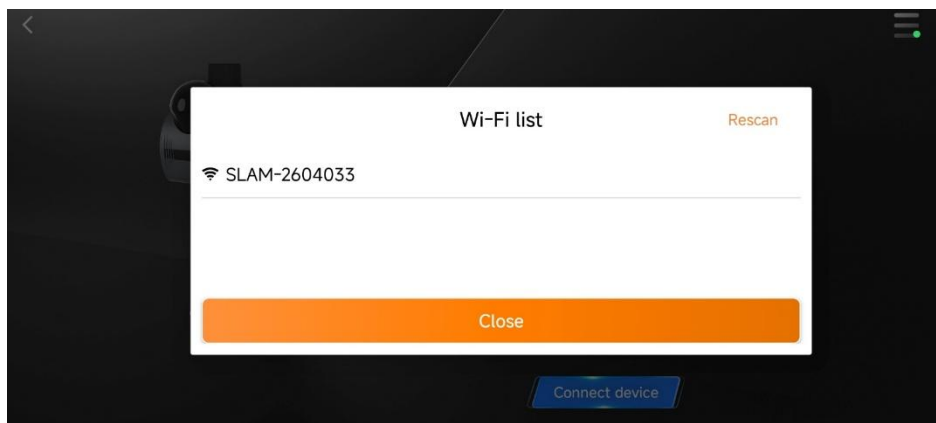 Wi-Fi list
Rescan
SLAM-2604033
Close
Connect device